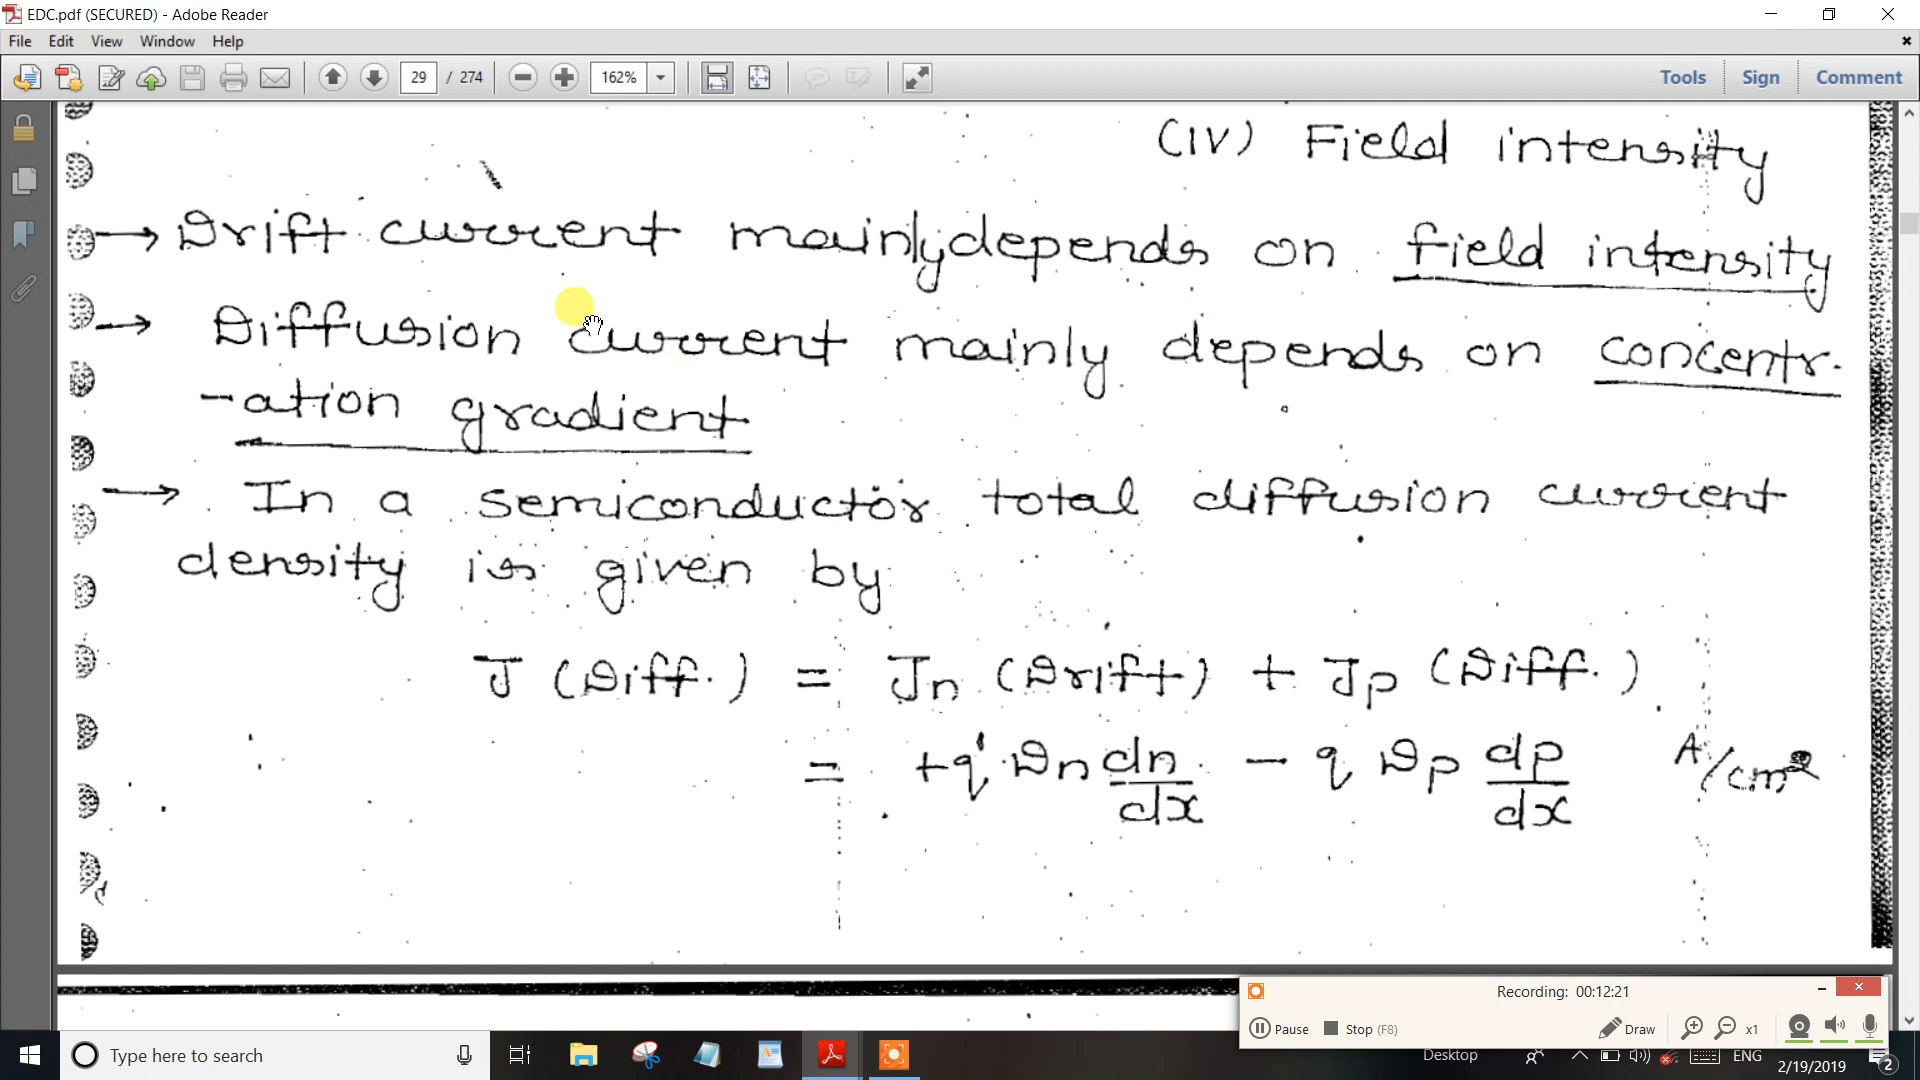 EDC.pdf (SECURED) - Adobe Reader
File Edit View Window Help
29 / 274 162% Tools Sign Comment
(IV) Field intensity
→ Drift current mainly depends on field intensity
→ Diffusion current mainly depends on concentr.
-ation gradient
→ In a semiconductor total diffusion current
density is given by
J (Diff.) = Jn (Drift) + Jp (Diff.)
= +q Dn dn/dx - q Dp dp/dx A/cm²
Recording: 00:12:21
Pause Stop (F8) Draw x1
Type here to search
Desktop ENG
2/19/2019 2